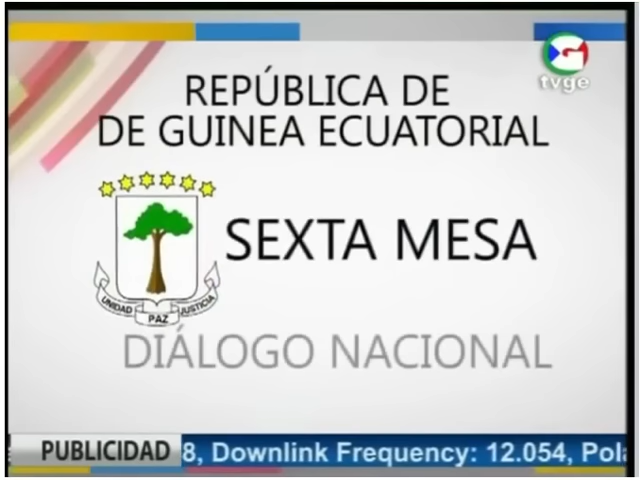 tvge
REPÚBLICA DE
DE GUINEA ECUATORIAL
SEXTA MESA
UNIDAD PAZ JUSTICIA
DIÁLOGO NACIONAL
PUBLICIDAD 8, Downlink Frequency: 12.054, Pola